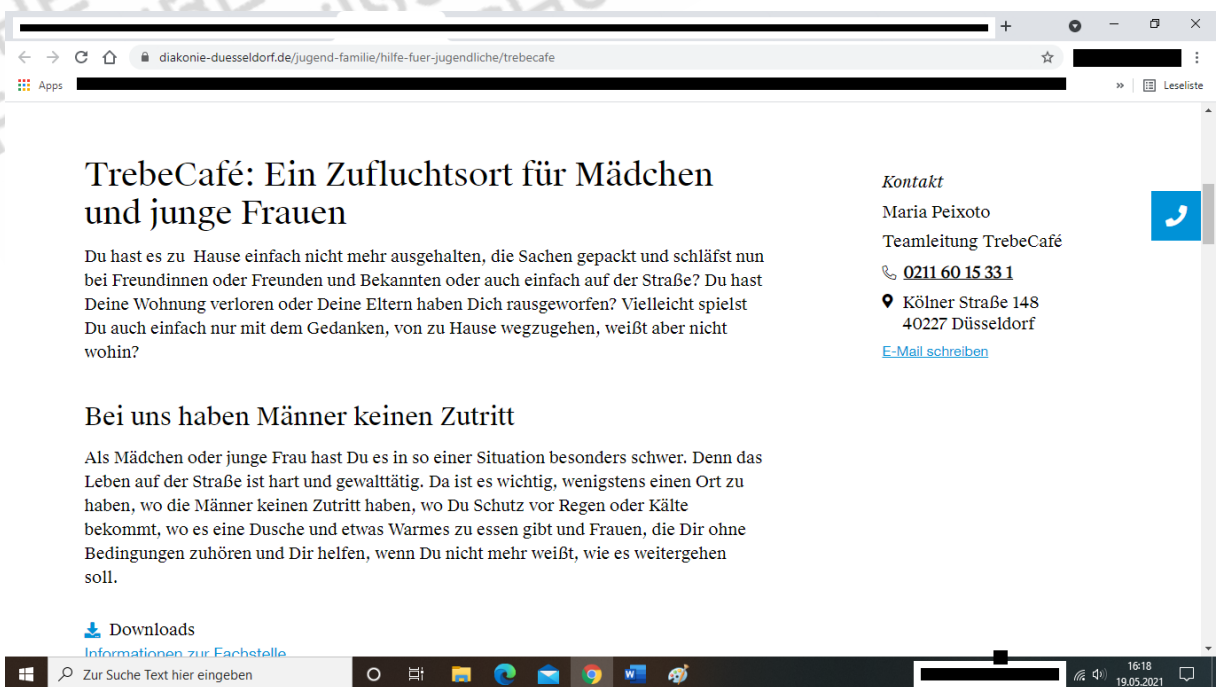 diakonie-duesseldorf.de/jugend-familie/hilfe-fuer-jugendliche/trebecafe
Apps
»
Leseliste
TrebeCafé: Ein Zufluchtsort für Mädchen
und junge Frauen
Du hast es zu  Hause einfach nicht mehr ausgehalten, die Sachen gepackt und schläfst nun
bei Freundinnen oder Freunden und Bekannten oder auch einfach auf der Straße? Du hast
Deine Wohnung verloren oder Deine Eltern haben Dich rausgeworfen? Vielleicht spielst
Du auch einfach nur mit dem Gedanken, von zu Hause wegzugehen, weißt aber nicht
wohin?
Bei uns haben Männer keinen Zutritt
Als Mädchen oder junge Frau hast Du es in so einer Situation besonders schwer. Denn das
Leben auf der Straße ist hart und gewalttätig. Da ist es wichtig, wenigstens einen Ort zu
haben, wo die Männer keinen Zutritt haben, wo Du Schutz vor Regen oder Kälte
bekommt, wo es eine Dusche und etwas Warmes zu essen gibt und Frauen, die Dir ohne
Bedingungen zuhören und Dir helfen, wenn Du nicht mehr weißt, wie es weitergehen
soll.
Downloads
Informationen zur Fachstelle
Kontakt
Maria Peixoto
Teamleitung TrebeCafé
0211 60 15 33 1
Kölner Straße 148
40227 Düsseldorf
E-Mail schreiben
Zur Suche Text hier eingeben
16:18
19.05.2021